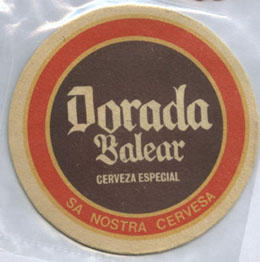 Dorada
Balear
CERVEZA ESPECIAL
SA NOSTRA CERVESA